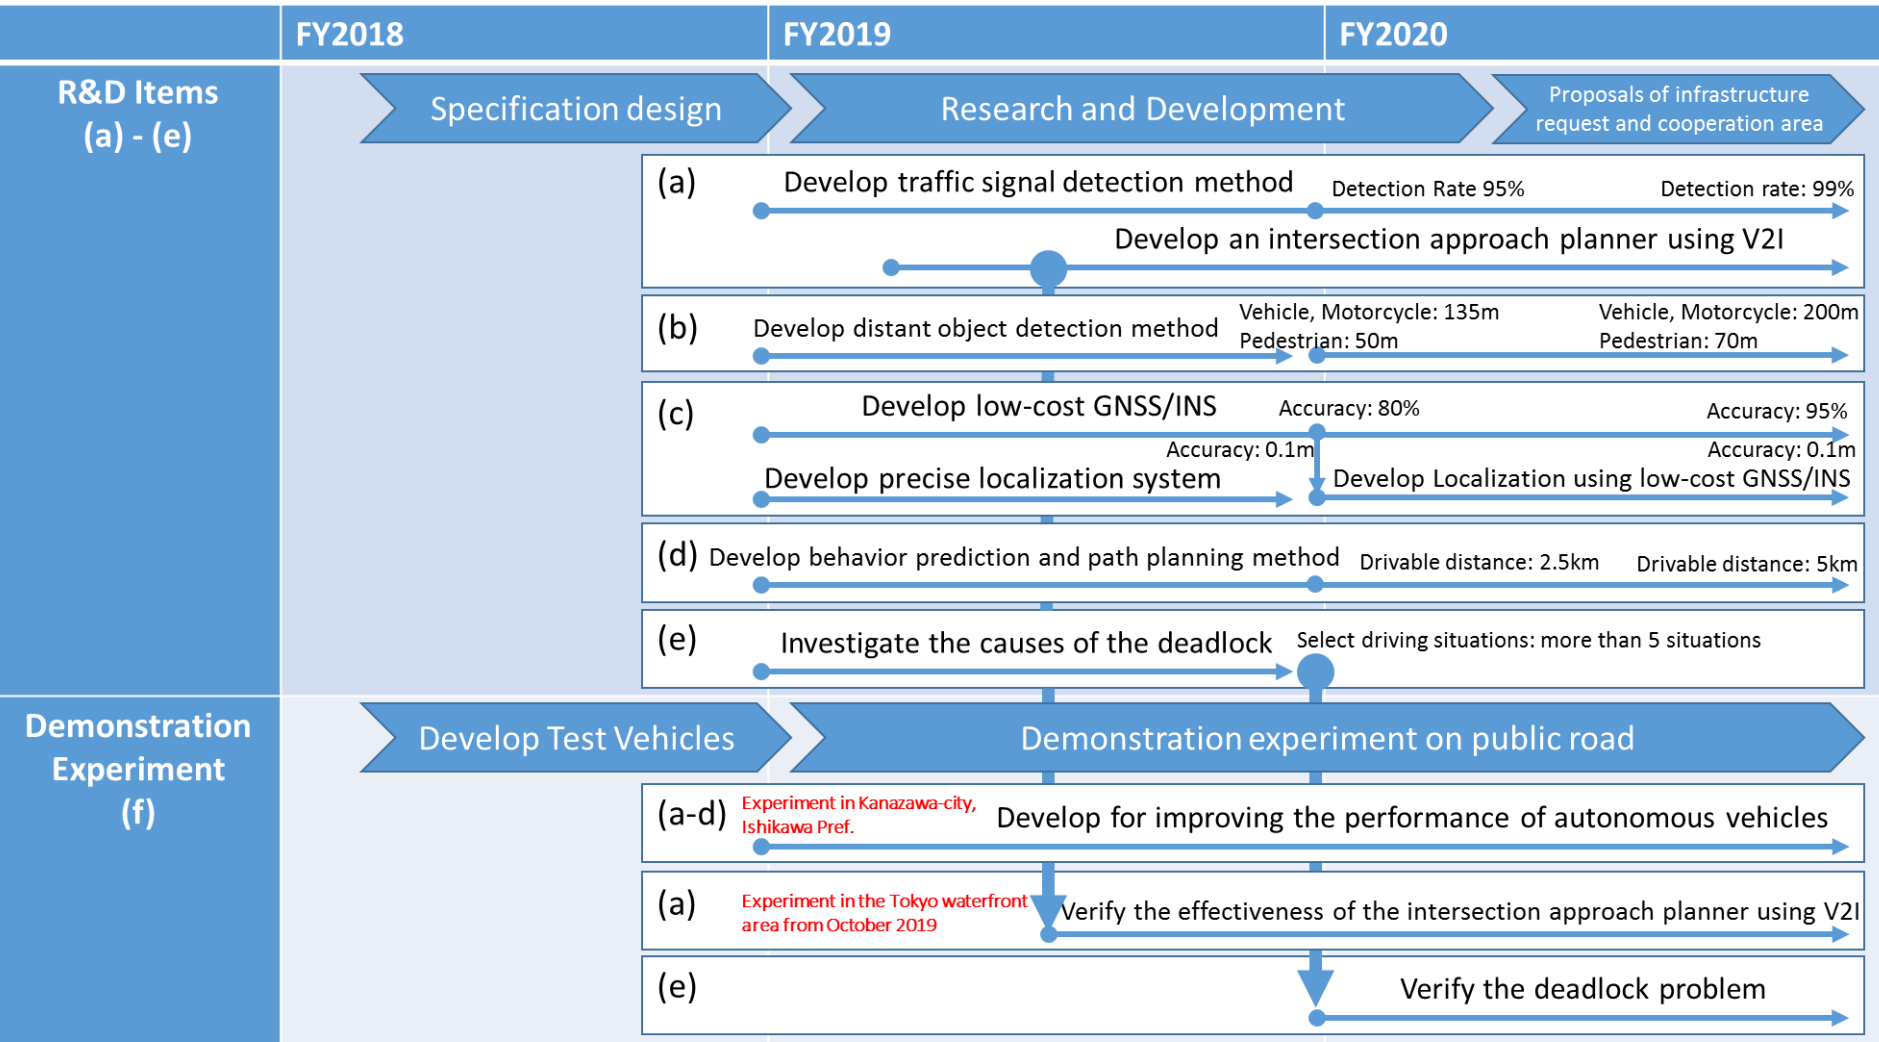 FY2018
FY2019
FY2020
R&D Items
(a) - (e)
Specification design
Research and Development
Proposals of infrastructure
request and cooperation area
(a)
Develop traffic signal detection method
Detection Rate 95%
Detection rate: 99%
Develop an intersection approach planner using V2I
(b)
Develop distant object detection method
Vehicle, Motorcycle: 135m
Pedestrian: 50m
Vehicle, Motorcycle: 200m
Pedestrian: 70m
(c)
Develop low-cost GNSS/INS
Accuracy: 80%
Accuracy: 95%
Accuracy: 0.1m
Accuracy: 0.1m
Develop precise localization system
Develop Localization using low-cost GNSS/INS
(d)
Develop behavior prediction and path planning method
Drivable distance: 2.5km
Drivable distance: 5km
(e)
Investigate the causes of the deadlock
Select driving situations: more than 5 situations
Demonstration
Experiment
(f)
Develop Test Vehicles
Demonstration experiment on public road
(a-d)
Experiment in Kanazawa-city,
Ishikawa Pref.
Develop for improving the performance of autonomous vehicles
(a)
Experiment in the Tokyo waterfront
area from October 2019
Verify the effectiveness of the intersection approach planner using V2I
(e)
Verify the deadlock problem